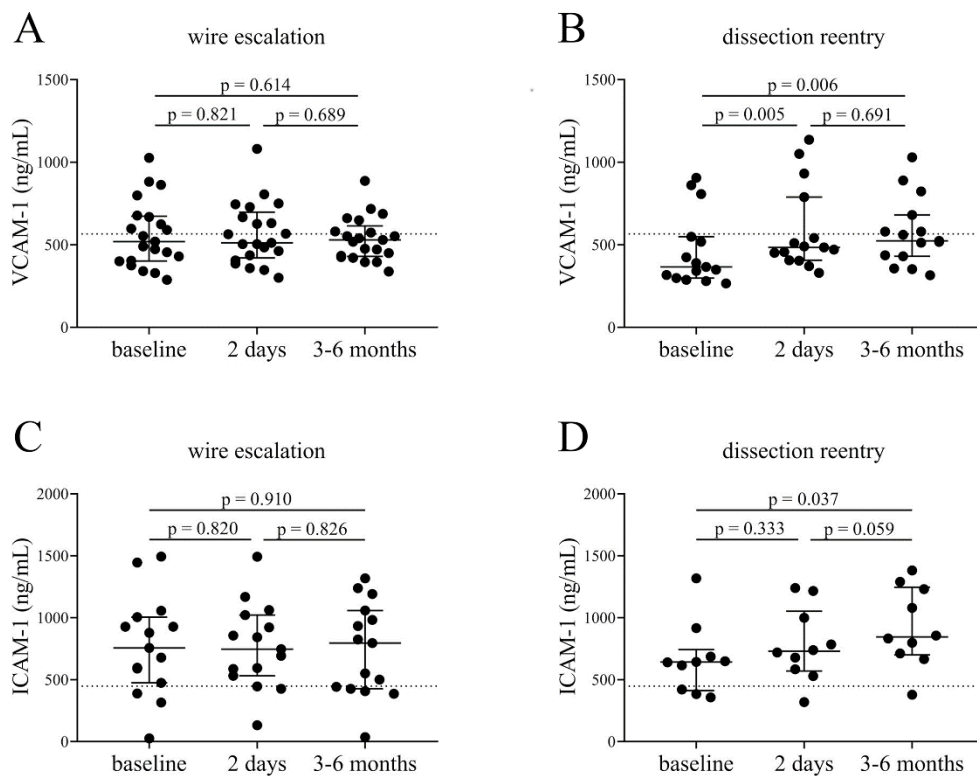 A
wire escalation
VCAM-1 (ng/mL)
1500
1000
500
0
p = 0.614
p = 0.821
p = 0.689
baseline
2 days
3-6 months
B
dissection reentry
VCAM-1 (ng/mL)
1500
1000
500
0
p = 0.006
p = 0.005
p = 0.691
baseline
2 days
3-6 months
C
wire escalation
ICAM-1 (ng/mL)
2000
1500
1000
500
0
p = 0.910
p = 0.820
p = 0.826
baseline
2 days
3-6 months
D
dissection reentry
ICAM-1 (ng/mL)
2000
1500
1000
500
0
p = 0.037
p = 0.333
p = 0.059
baseline
2 days
3-6 months